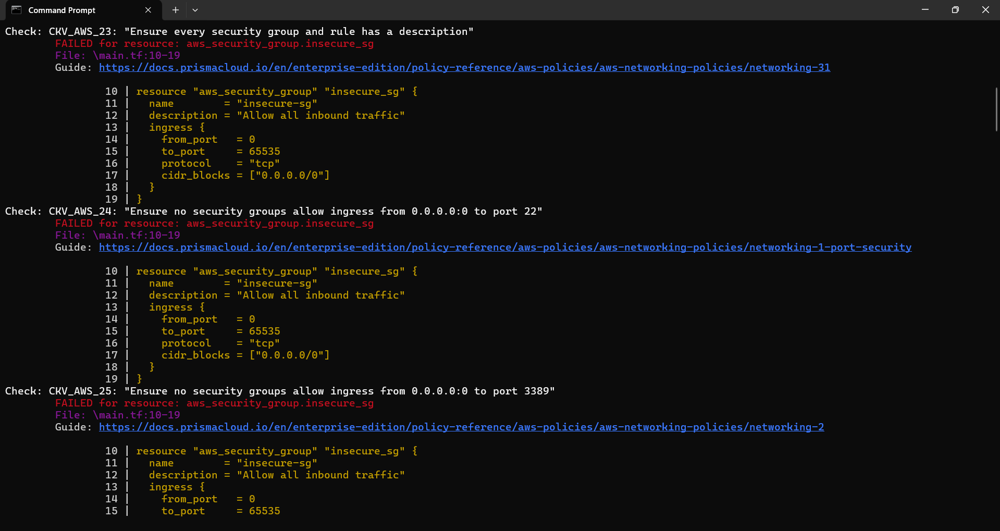 Command Prompt
Check: CKV_AWS_23: "Ensure every security group and rule has a description"
        FAILED for resource: aws_security_group.insecure_sg
        File: \main.tf:10-19
        Guide: https://docs.prismacloud.io/en/enterprise-edition/policy-reference/aws-policies/aws-networking-policies/networking-31
                10 | resource "aws_security_group" "insecure_sg" {
                11 |   name        = "insecure-sg"
                12 |   description = "Allow all inbound traffic"
                13 |   ingress {
                14 |     from_port   = 0
                15 |     to_port     = 65535
                16 |     protocol    = "tcp"
                17 |     cidr_blocks = ["0.0.0.0/0"]
                18 |   }
                19 | }
Check: CKV_AWS_24: "Ensure no security groups allow ingress from 0.0.0.0:0 to port 22"
        FAILED for resource: aws_security_group.insecure_sg
        File: \main.tf:10-19
        Guide: https://docs.prismacloud.io/en/enterprise-edition/policy-reference/aws-policies/aws-networking-policies/networking-1-port-security
                10 | resource "aws_security_group" "insecure_sg" {
                11 |   name        = "insecure-sg"
                12 |   description = "Allow all inbound traffic"
                13 |   ingress {
                14 |     from_port   = 0
                15 |     to_port     = 65535
                16 |     protocol    = "tcp"
                17 |     cidr_blocks = ["0.0.0.0/0"]
                18 |   }
                19 | }
Check: CKV_AWS_25: "Ensure no security groups allow ingress from 0.0.0.0:0 to port 3389"
        FAILED for resource: aws_security_group.insecure_sg
        File: \main.tf:10-19
        Guide: https://docs.prismacloud.io/en/enterprise-edition/policy-reference/aws-policies/aws-networking-policies/networking-2
                10 | resource "aws_security_group" "insecure_sg" {
                11 |   name        = "insecure-sg"
                12 |   description = "Allow all inbound traffic"
                13 |   ingress {
                14 |     from_port   = 0
                15 |     to_port     = 65535